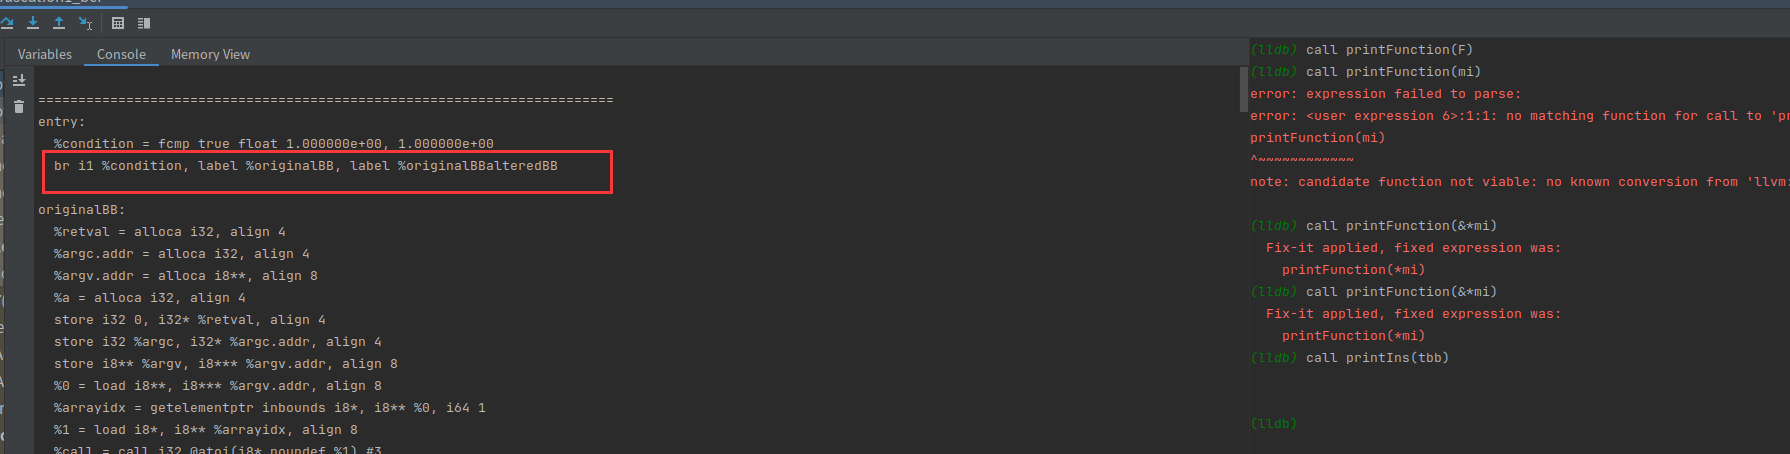 Variables Console Memory View
========================================================================
entry:
%condition = fcmp true float 1.000000e+00, 1.000000e+00
br i1 %condition, label %originalBB, label %originalBBalteredBB
originalBB:
%retval = alloca i32, align 4
%argc.addr = alloca i32, align 4
%argv.addr = alloca i8**, align 8
%a = alloca i32, align 4
store i32 0, i32* %retval, align 4
store i32 %argc, i32* %argc.addr, align 4
store i8** %argv, i8*** %argv.addr, align 8
%0 = load i8**, i8*** %argv.addr, align 8
%arrayidx = getelementptr inbounds i8*, i8** %0, i64 1
%1 = load i8*, i8** %arrayidx, align 8
%call = call i32 @atoi(i8* noundef %1) #3
(lldb) call printFunction(F)
(lldb) call printFunction(mi)
error: expression failed to parse:
error: <user expression 6>:1:1: no matching function for call to 'pr
printFunction(mi)
^~~~~~~~~~~~~
note: candidate function not viable: no known conversion from 'llvm:
(lldb) call printFunction(&*mi)
Fix-it applied, fixed expression was:
printFunction(*mi)
(lldb) call printFunction(&*mi)
Fix-it applied, fixed expression was:
printFunction(*mi)
(lldb) call printIns(tbb)
(lldb)